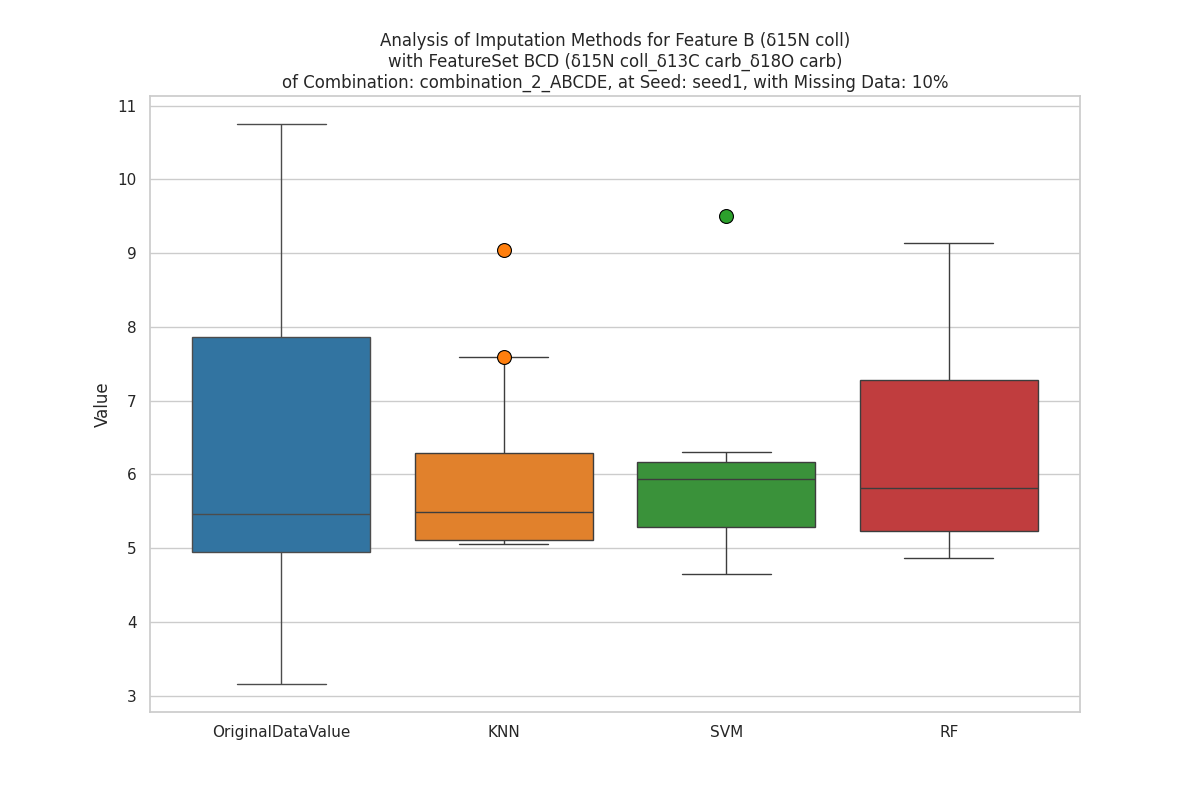 Analysis of Imputation Methods for Feature B (δ15N coll)
with FeatureSet BCD (δ15N coll_δ13C carb_δ18O carb)
of Combination: combination_2_ABCDE, at Seed: seed1, with Missing Data: 10%
11
10
9
8
7
6
5
4
3
Value
OriginalDataValue KNN SVM RF